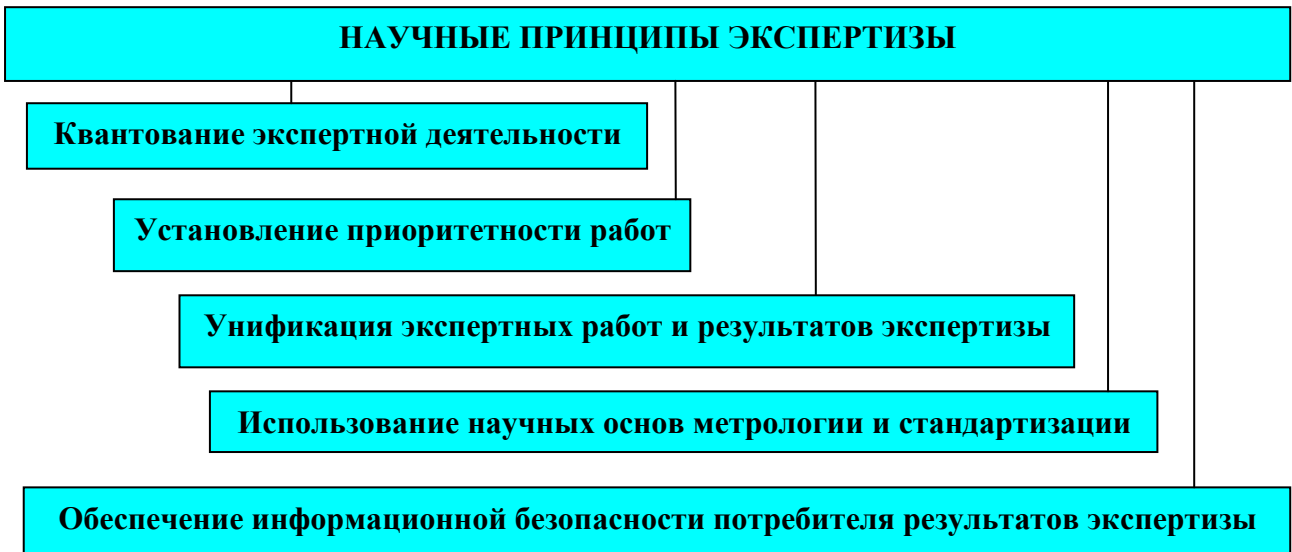 НАУЧНЫЕ ПРИНЦИПЫ ЭКСПЕРТИЗЫ
Квантование экспертной деятельности
Установление приоритетности работ
Унификация экспертных работ и результатов экспертизы
Использование научных основ метрологии и стандартизации
Обеспечение информационной безопасности потребителя результатов экспертизы